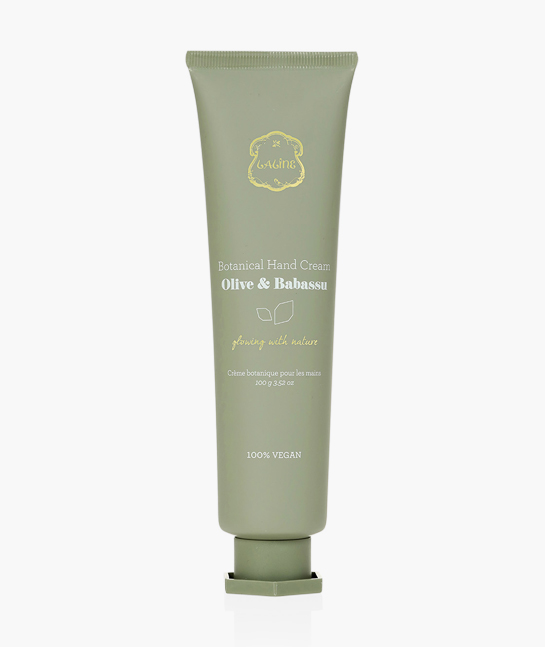 LALINE
Botanical Hand Cream
Olive & Babassu
glowing with nature
Crème botanique pour les mains
100 g 3.52 oz
100% VEGAN